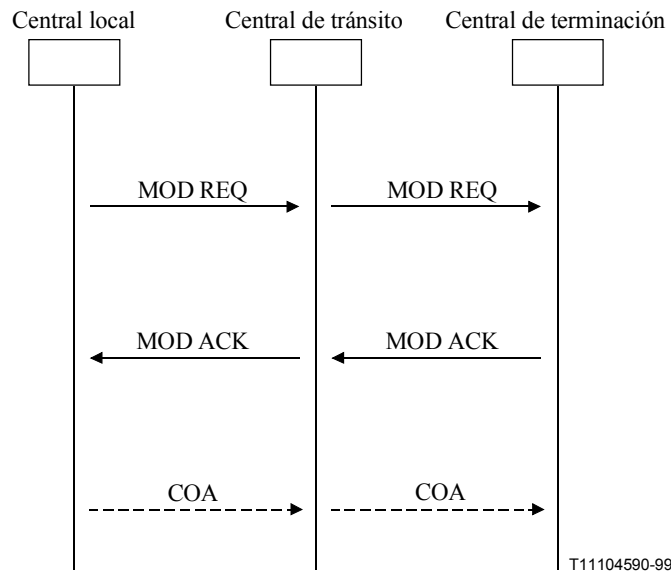 Central local Central de tránsito Central de terminación
MOD REQ MOD REQ
MOD ACK MOD ACK
COA COA
T11104590-99